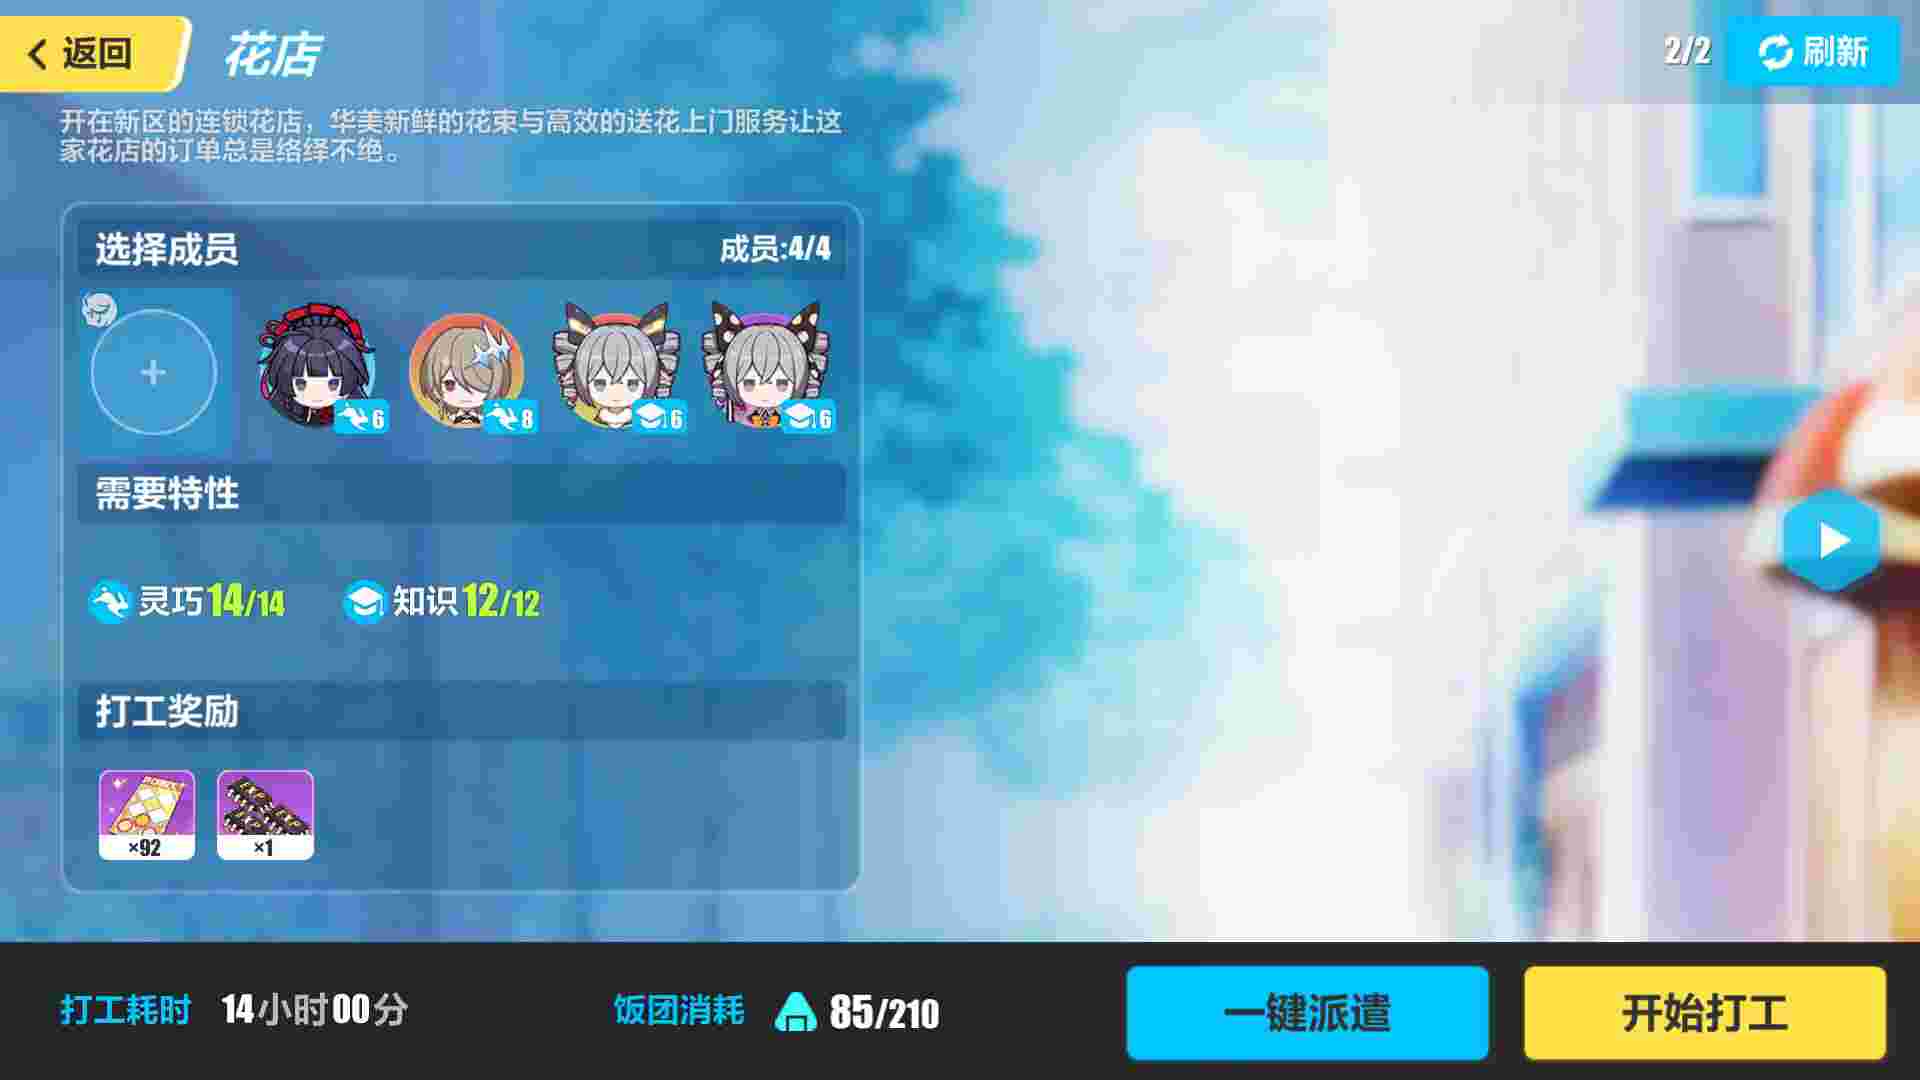 返回
花店
2/2
刷新
开在新区的连锁花店，华美新鲜的花束与高效的送花上门服务让这
家花店的订单总是络绎不绝。
选择成员
成员:4/4
6
8
6
6
需要特性
灵巧14/14
知识12/12
打工奖励
×92
×1
打工耗时
14小时00分
饭团消耗
85/210
一键派遣
开始打工